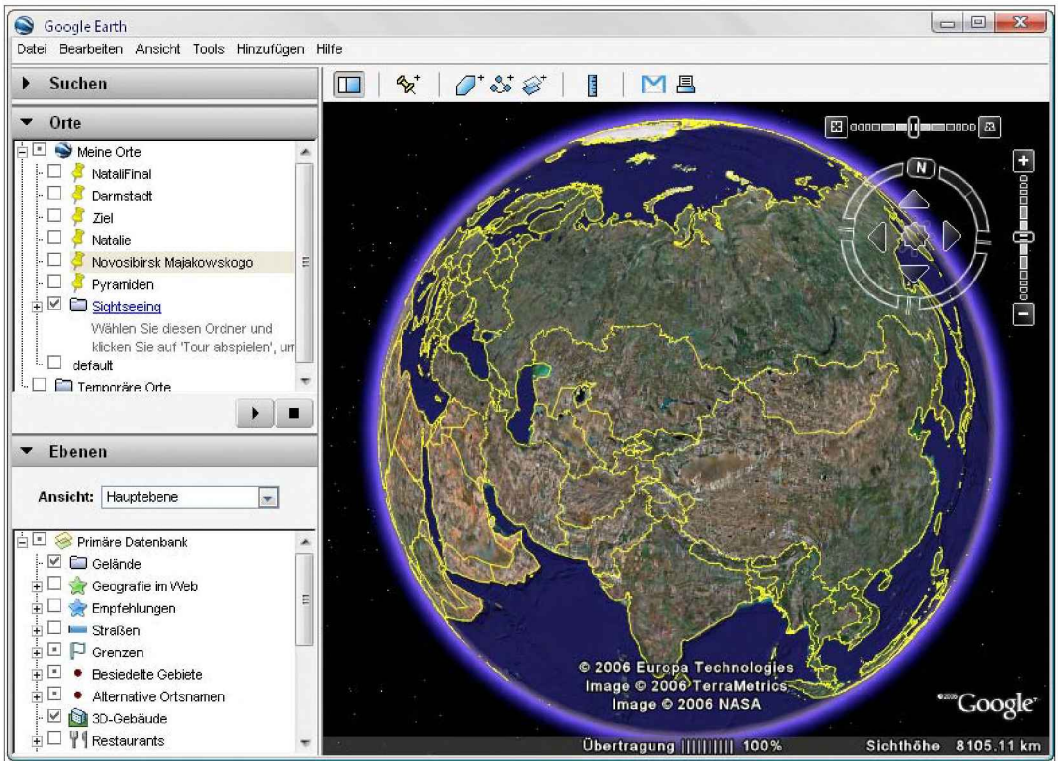 Google Earth
Datei Bearbeiten Ansicht Tools Hinzufügen Hilfe
Suchen
Orte
Meine Orte
NataliFinal
Darmstadt
Ziel
Natalie
Novosibirsk Majakowskogo
Pyramiden
Sightseeing
Wählen Sie diesen Ordner und
klicken Sie auf 'Tour abspielen', um
default
Temporäre Orte
Ebenen
Ansicht: Hauptebene
Primäre Datenbank
Gelände
Geografie im Web
Empfehlungen
Straßen
Grenzen
Besiedelte Gebiete
Alternative Ortsnamen
3D-Gebäude
Restaurants
N
© 2006 Europa Technologies
Image © 2006 TerraMetrics
Image © 2006 NASA
©2006 Google
Übertragung 100%
Sichthöhe 8105.11 km